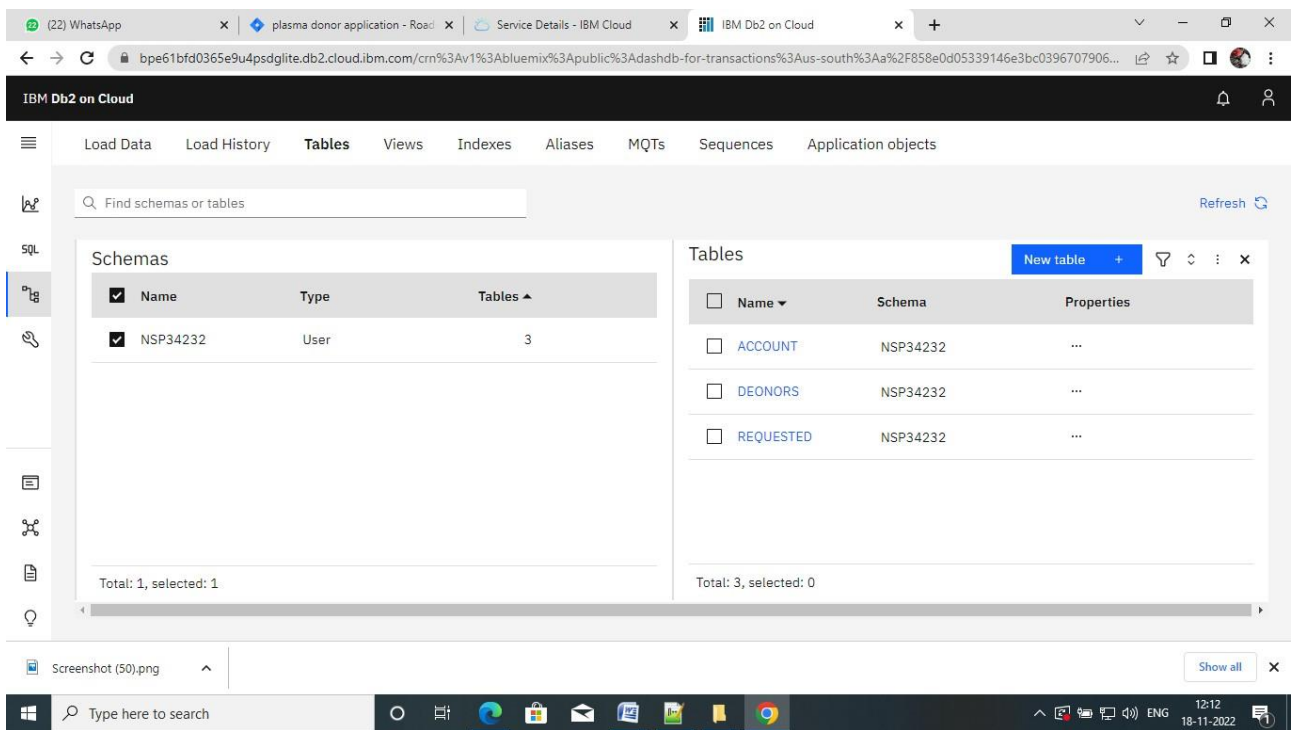 22 (22) WhatsApp plasma donor application - Road Service Details - IBM Cloud IBM Db2 on Cloud
bpe61bfd0365e9u4psdglite.db2.cloud.ibm.com/crn%3Av1%3Abluemix%3Apublic%3Adashdb-for-transactions%3Aus-south%3Aa%2F858e0d05339146e3bc0396707906...
IBM Db2 on Cloud
Load Data Load History Tables Views Indexes Aliases MQTs Sequences Application objects
Find schemas or tables Refresh
SQL
Schemas
Name Type Tables
NSP34232 User 3
Total: 1, selected: 1
Tables New table +
Name Schema Properties
ACCOUNT NSP34232 ...
DEONORS NSP34232 ...
REQUESTED NSP34232 ...
Total: 3, selected: 0
Screenshot (50).png Show all
Type here to search ENG 12:12
18-11-2022